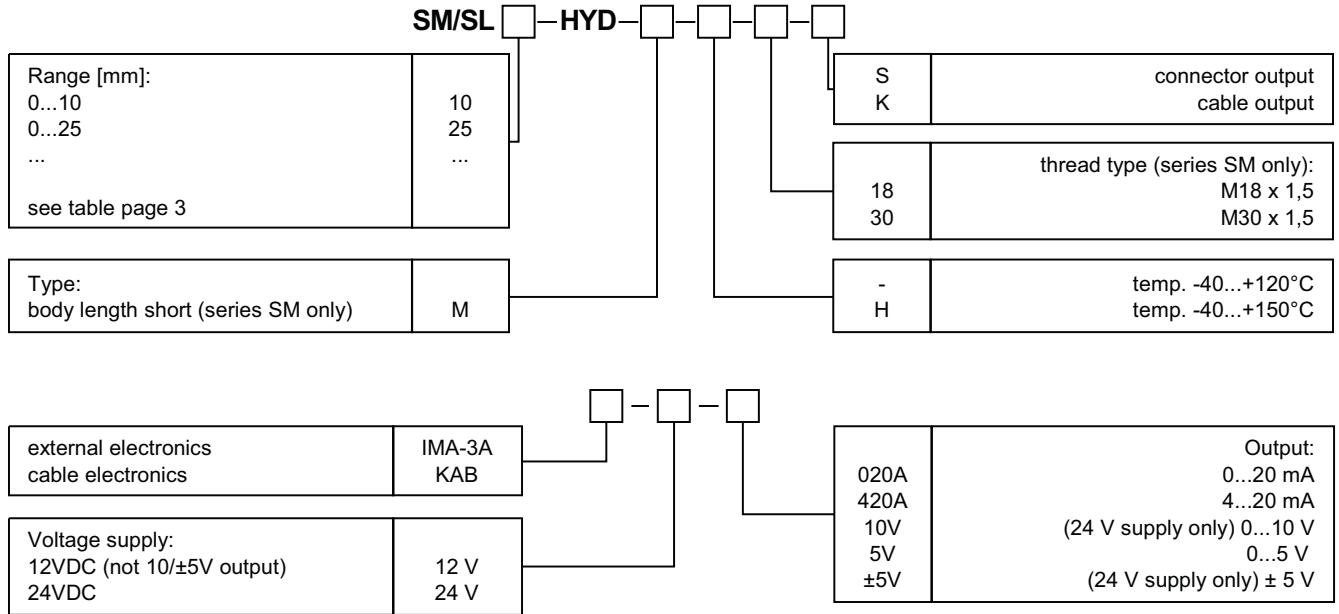 SM/SL – HYD – – – –
Range [mm]:
0...10 10
0...25 25
... ...
see table page 3
Type:
body length short (series SM only) M
S connector output
K cable output
thread type (series SM only):
18 M18 x 1,5
30 M30 x 1,5
- temp. -40...+120°C
H temp. -40...+150°C
– –
external electronics IMA-3A
cable electronics KAB
Voltage supply:
12VDC (not 10/±5V output) 12 V
24VDC 24 V
Output:
020A 0...20 mA
420A 4...20 mA
10V (24 V supply only) 0...10 V
5V 0...5 V
±5V (24 V supply only) ± 5 V